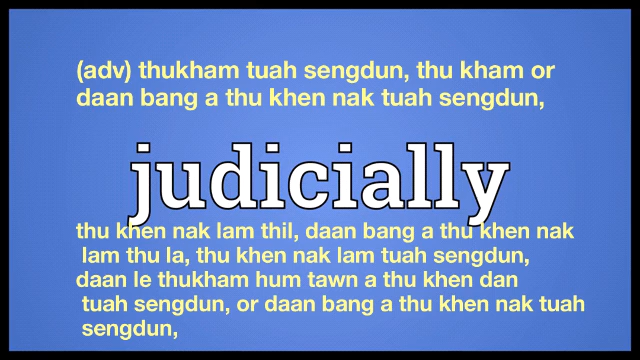 (adv) thukham tuah sengdun, thu kham or
daan bang a thu khen nak tuah sengdun,
judicially
thu khen nak lam thil, daan bang a thu khen nak
lam thu la, thu khen nak lam tuah sengdun,
daan le thukham hum tawn a thu khen dan
tuah sengdun, or daan bang a thu khen nak tuah
sengdun,